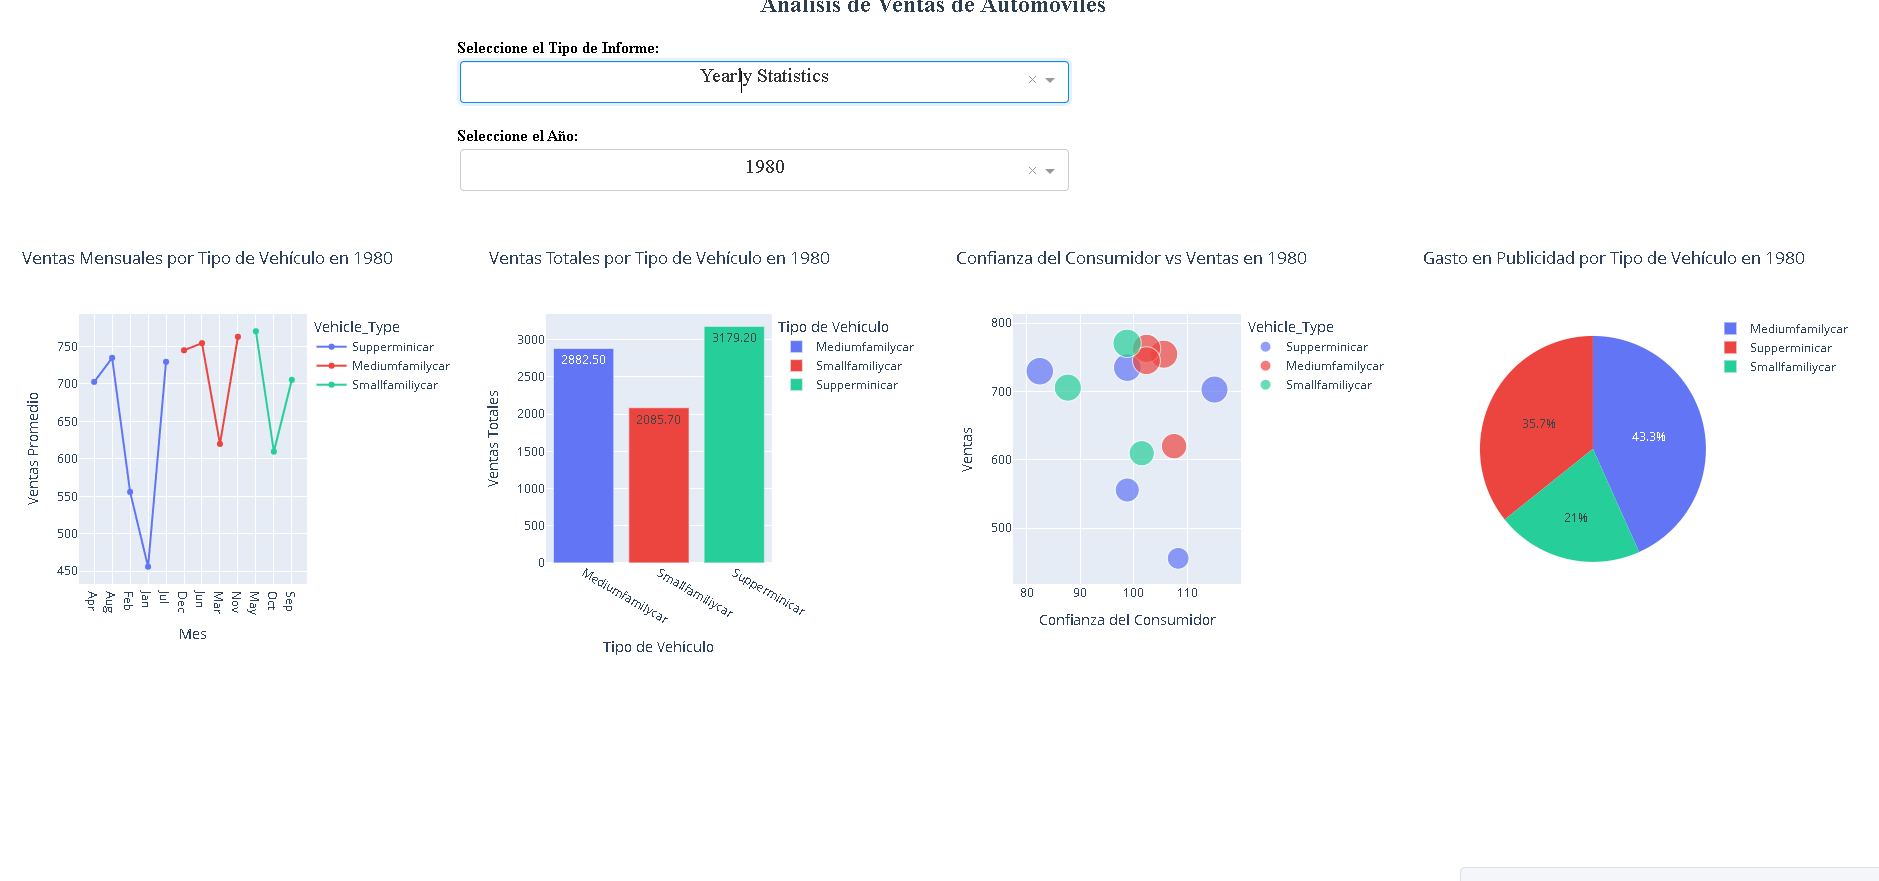 Análisis de Ventas de Automóviles
Seleccione el Tipo de Informe:
Yearly Statistics
×
Seleccione el Año:
1980
×
Ventas Mensuales por Tipo de Vehículo en 1980
Vehicle_Type
Supperminicar
Mediumfamilycar
Smallfamiliycar
750
700
650
600
550
500
450
Ventas Promedio
Apr
Aug
Feb
Jan
Jul
Dec
Jun
Mar
Nov
May
Oct
Sep
Mes
Ventas Totales por Tipo de Vehículo en 1980
Tipo de Vehículo
Mediumfamilycar
Smallfamiliycar
Supperminicar
3000
2500
2000
1500
1000
500
0
Ventas Totales
2882.50
2085.70
3179.20
Mediumfamilycar
Smallfamiliycar
Supperminicar
Tipo de Vehículo
Confianza del Consumidor vs Ventas en 1980
Vehicle_Type
Supperminicar
Mediumfamilycar
Smallfamiliycar
800
700
600
500
Ventas
80
90
100
110
Confianza del Consumidor
Gasto en Publicidad por Tipo de Vehículo en 1980
Mediumfamilycar
Supperminicar
Smallfamiliycar
35.7%
43.3%
21%